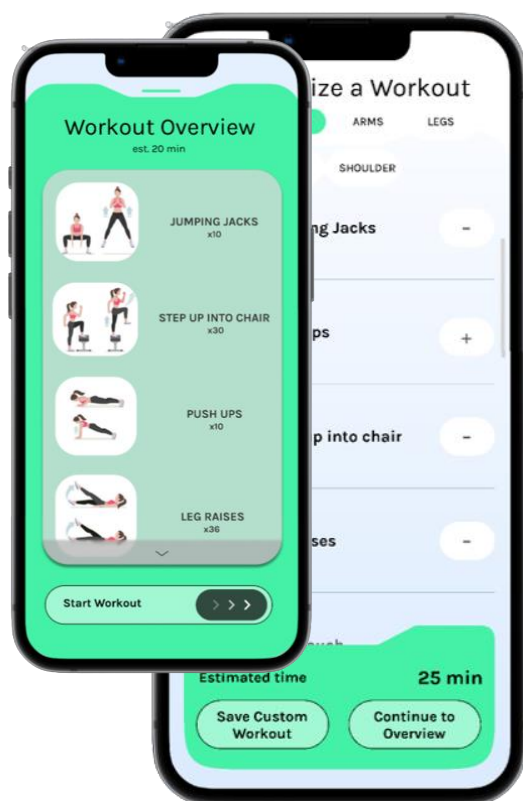 Workout Overview
est. 20 min
JUMPING JACKS
x10
STEP UP INTO CHAIR
x30
PUSH UPS
x10
LEG RAISES
x36
Start Workout
ize a Workout
ARMS
LEGS
SHOULDER
ng Jacks
-
ps
+
p into chair
-
ses
-
Estimated time
25 min
Save Custom
Workout
Continue to
Overview